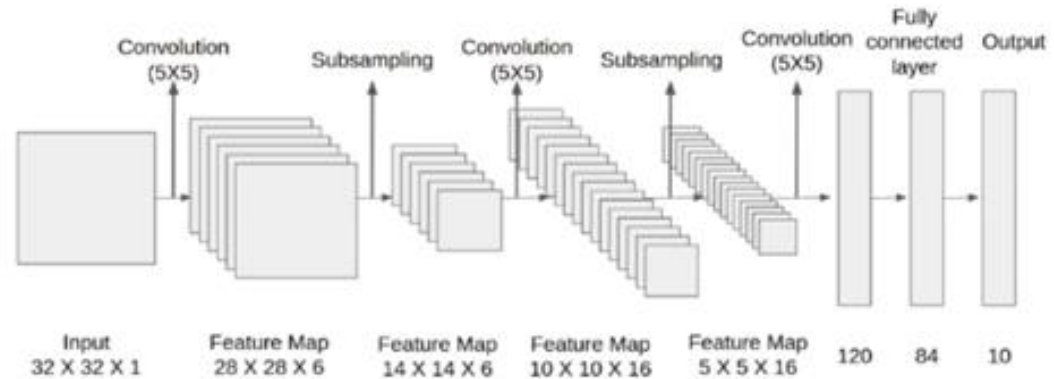 Convolution
(5X5)
Subsampling
Convolution
(5X5)
Subsampling
Convolution
(5X5)
Fully
connected
layer
Output
Input
32 X 32 X 1
Feature Map
28 X 28 X 6
Feature Map
14 X 14 X 6
Feature Map
10 X 10 X 16
Feature Map
5 X 5 X 16
120
84
10